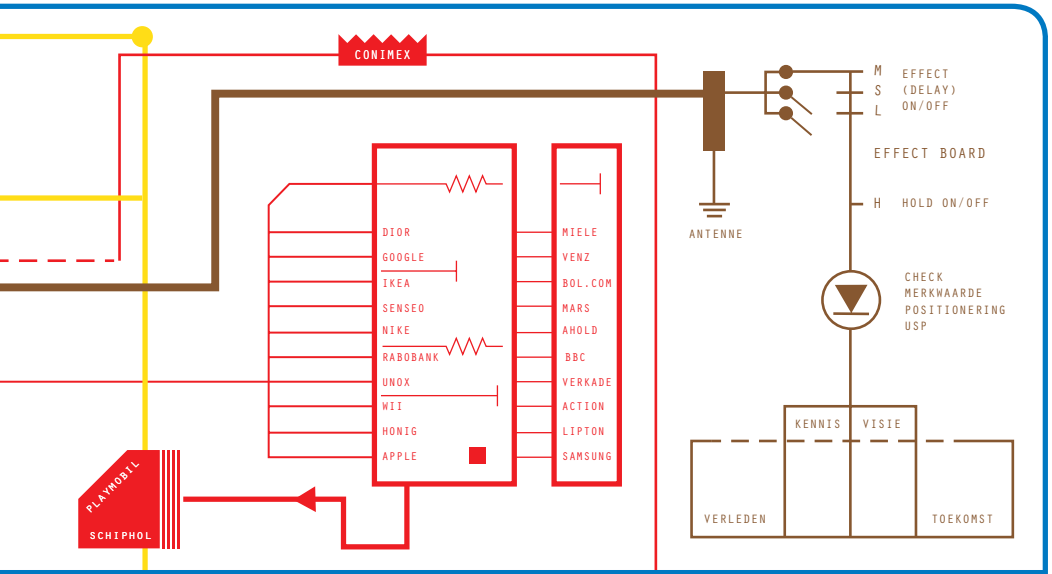 CONIMEX
M
S
L
EFFECT
(DELAY)
ON/OFF
EFFECT BOARD
H
HOLD ON/OFF
ANTENNE
CHECK
MERKWAARDE
POSITIONERING
USP
KENNIS
VISIE
VERLEDEN
TOEKOMST
DIOR
GOOGLE
IKEA
SENSEO
NIKE
RABOBANK
UNOX
WII
HONIG
APPLE
MIELE
VENZ
BOL.COM
MARS
AHOLD
BBC
VERKADE
ACTION
LIPTON
SAMSUNG
PLAYMOBIL
SCHIPHOL